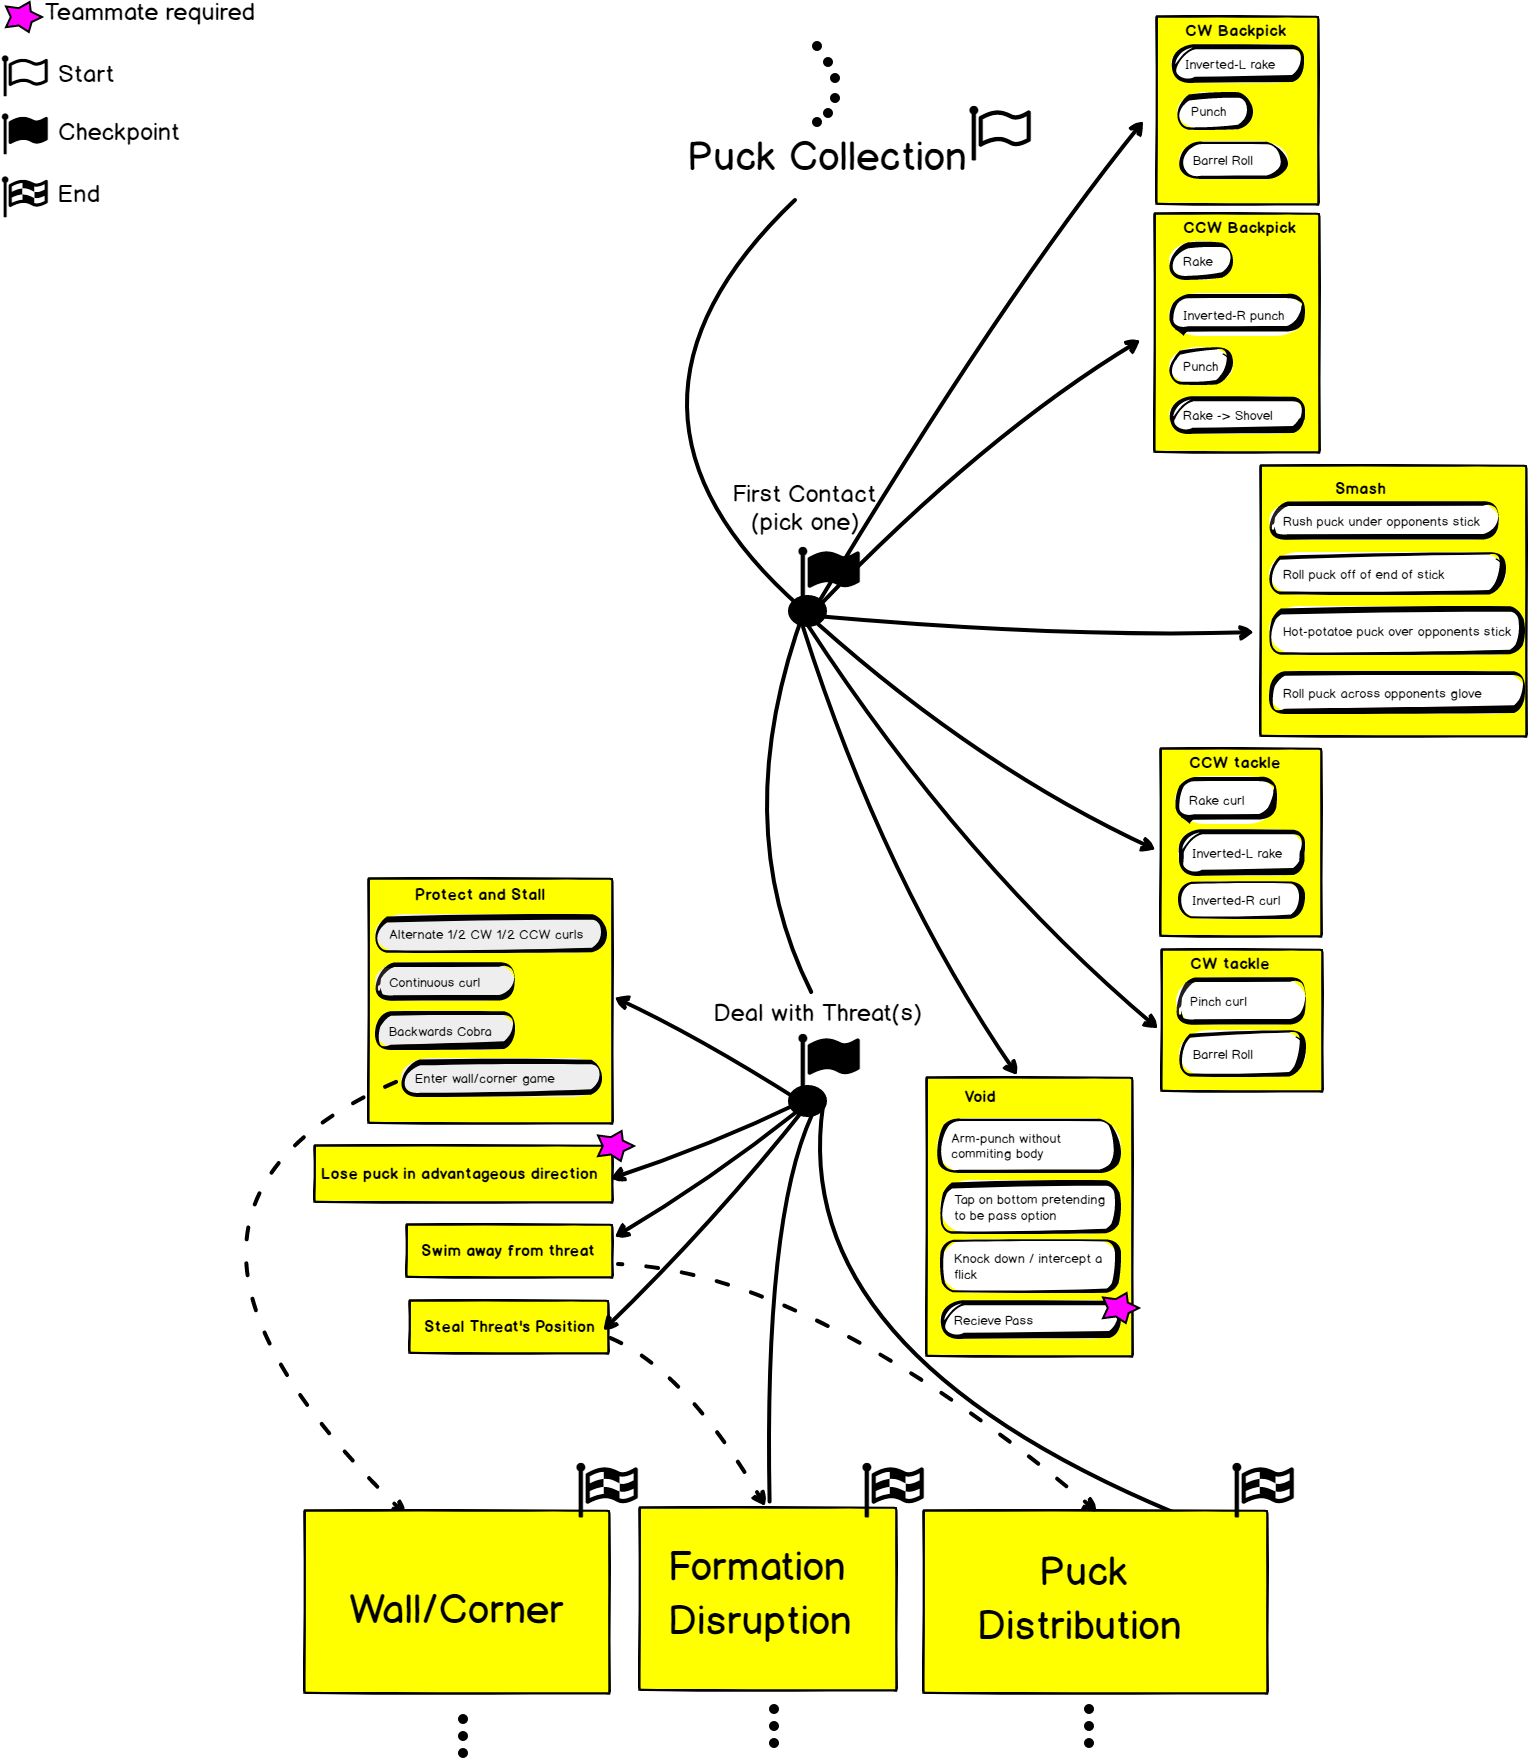 Teammate required
Start
Checkpoint
End
Puck Collection
CW Backpick
Inverted-L rake
Punch
Barrel Roll
CCW Backpick
Rake
Inverted-R punch
Punch
Rake -> Shovel
First Contact
(pick one)
Smash
Rush puck under opponents stick
Roll puck off of end of stick
Hot-potatoe puck over opponents stick
Roll puck across opponents glove
CCW tackle
Rake curl
Inverted-L rake
Inverted-R curl
CW tackle
Pinch curl
Barrel Roll
Void
Arm-punch without
commiting body
Tap on bottom pretending
to be pass option
Knock down / intercept a
flick
Recieve Pass
Deal with Threat(s)
Protect and Stall
Alternate 1/2 CW 1/2 CCW curls
Continuous curl
Backwards Cobra
Enter wall/corner game
Lose puck in advantageous direction
Swim away from threat
Steal Threat's Position
Wall/Corner
Formation
Disruption
Puck
Distribution